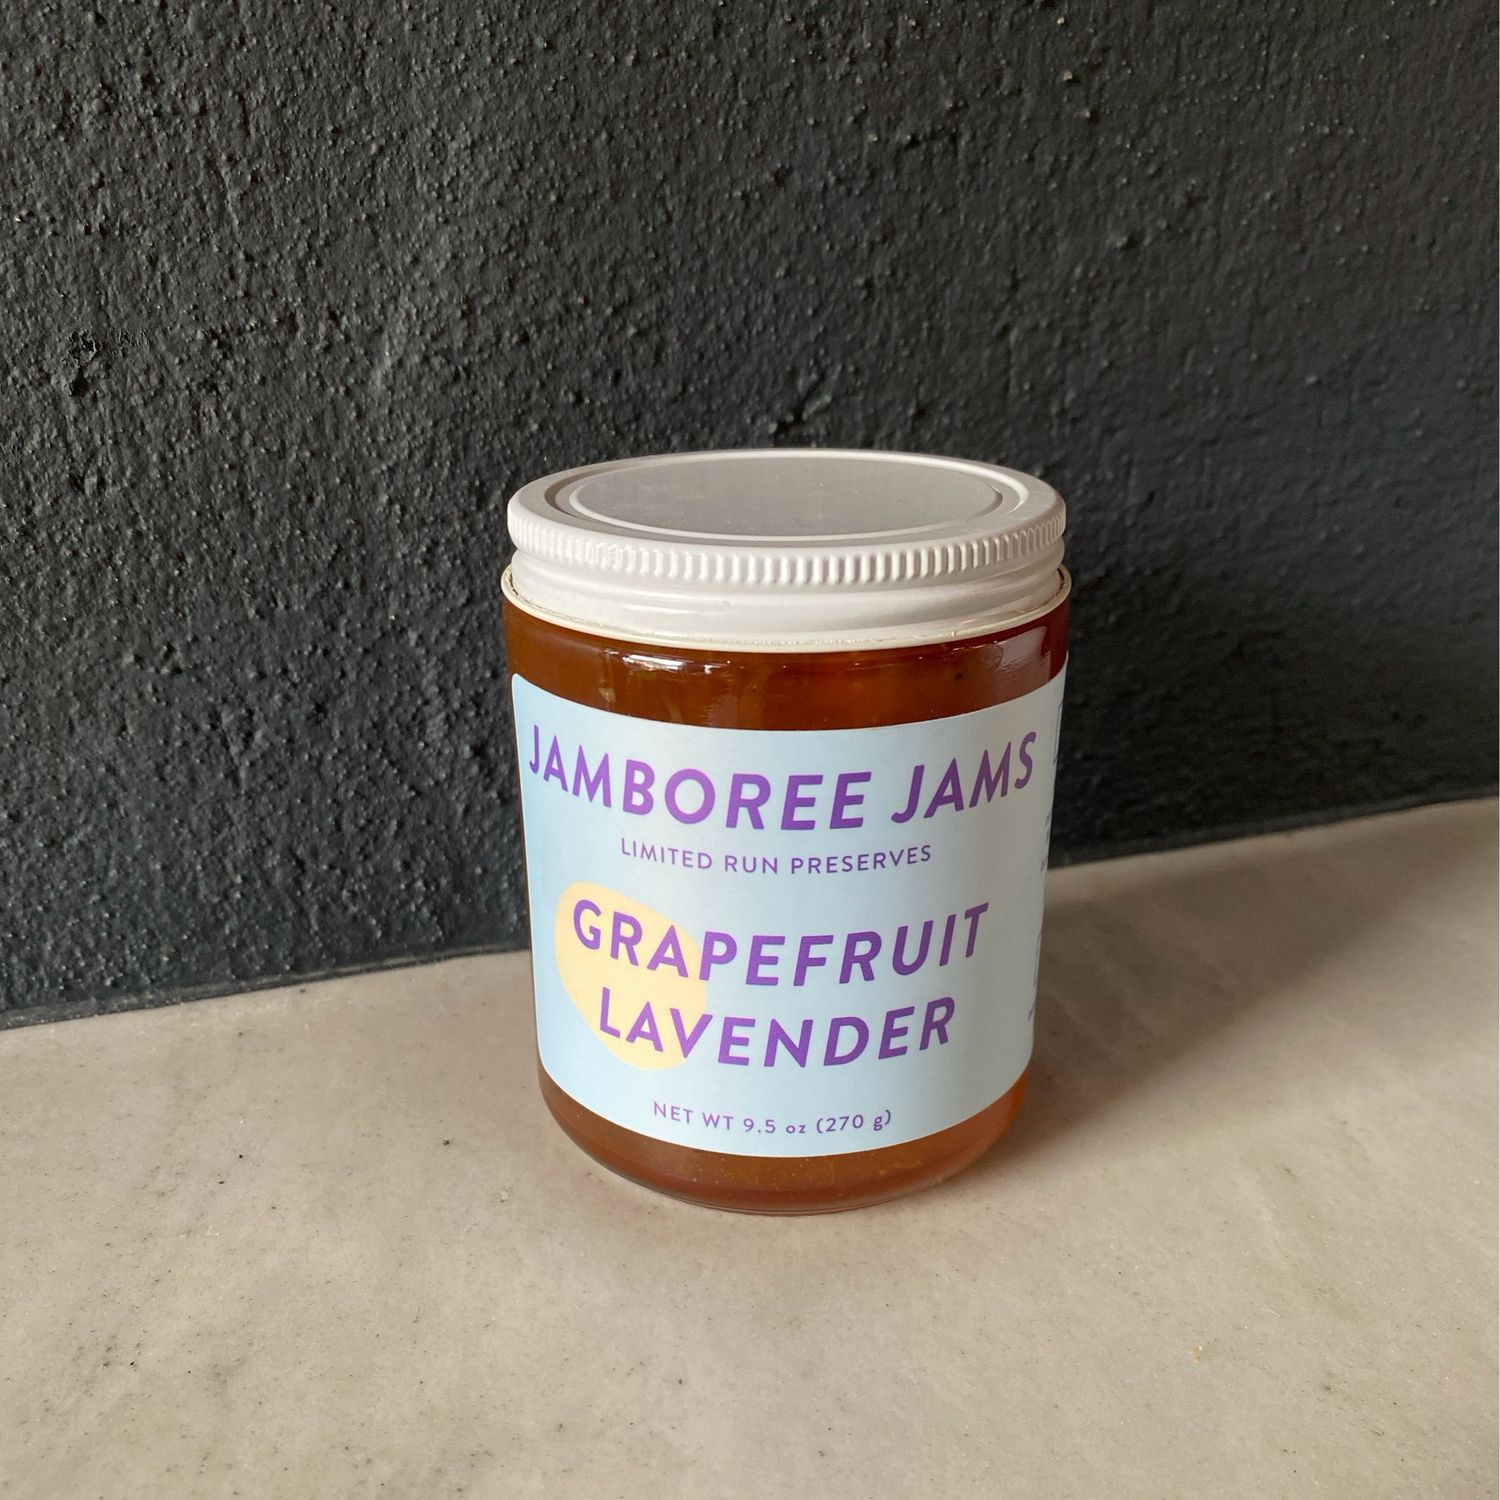 JAMBOREE JAMS
LIMITED RUN PRESERVES
GRAPEFRUIT
LAVENDER
NET WT 9.5 oz (270 g)